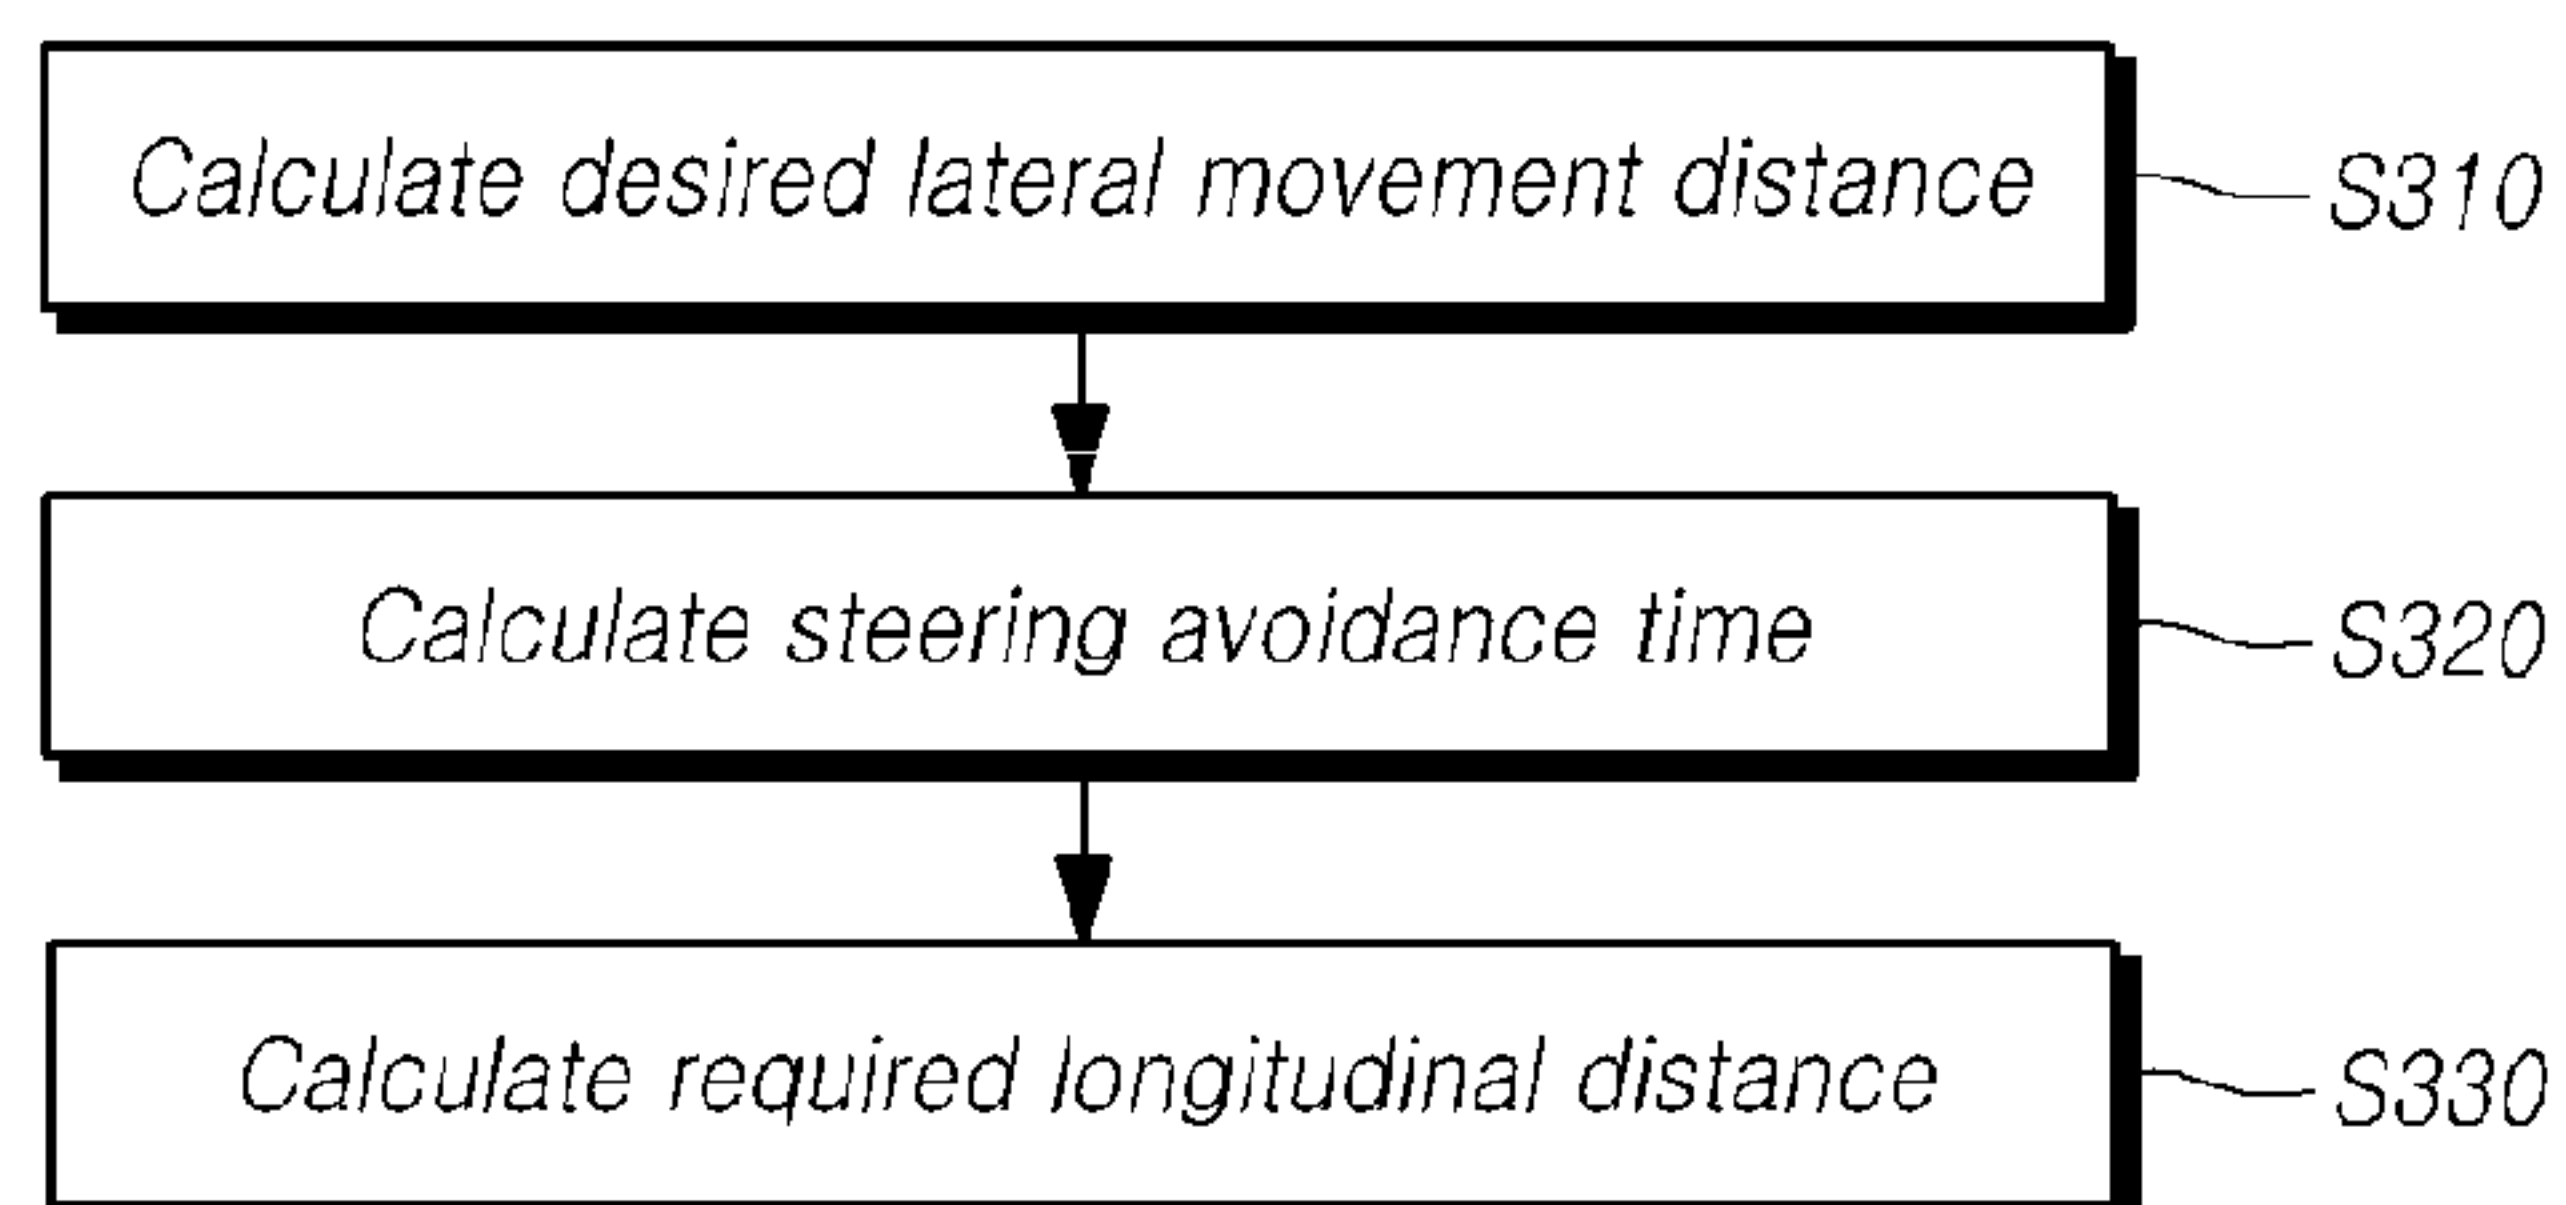 Calculate desired lateral movement distance S310
Calculate steering avoidance time S320
Calculate required longitudinal distance S330